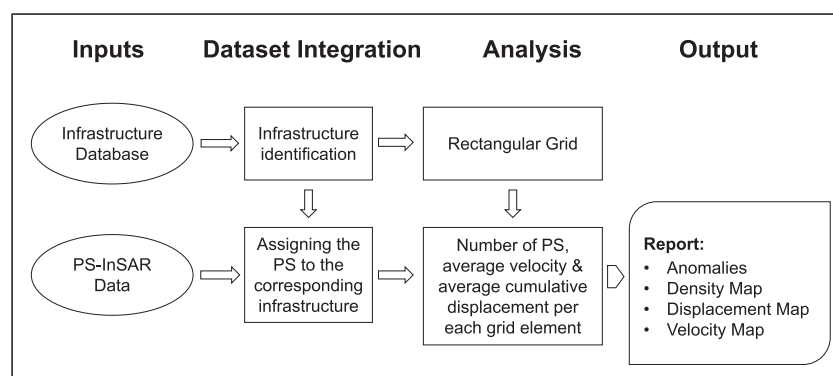 Inputs
Dataset Integration
Analysis
Output
Infrastructure
Database
Infrastructure
identification
Rectangular Grid
PS-InSAR
Data
Assigning the
PS to the
corresponding
infrastructure
Number of PS,
average velocity &
average cumulative
displacement per
each grid element
Report:
• Anomalies
• Density Map
• Displacement Map
• Velocity Map